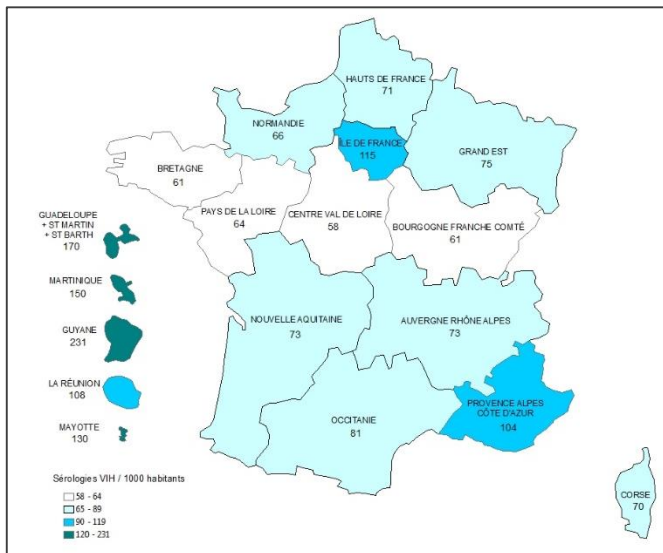 HAUTS DE FRANCE
71
NORMANDIE
66
ÎLE DE FRANCE
115
GRAND EST
75
BRETAGNE
61
PAYS DE LA LOIRE
64
CENTRE VAL DE LOIRE
58
BOURGOGNE FRANCHE COMTÉ
61
GUADELOUPE
+ ST MARTIN
+ ST BARTH
170
MARTINIQUE
150
GUYANE
231
LA RÉUNION
108
MAYOTTE
130
NOUVELLE AQUITAINE
73
AUVERGNE RHÔNE ALPES
73
OCCITANIE
81
PROVENCE ALPES
CÔTE D'AZUR
104
CORSE
70
Sérologies VIH / 1000 habitants
58 - 64
65 - 89
90 - 119
120 - 231